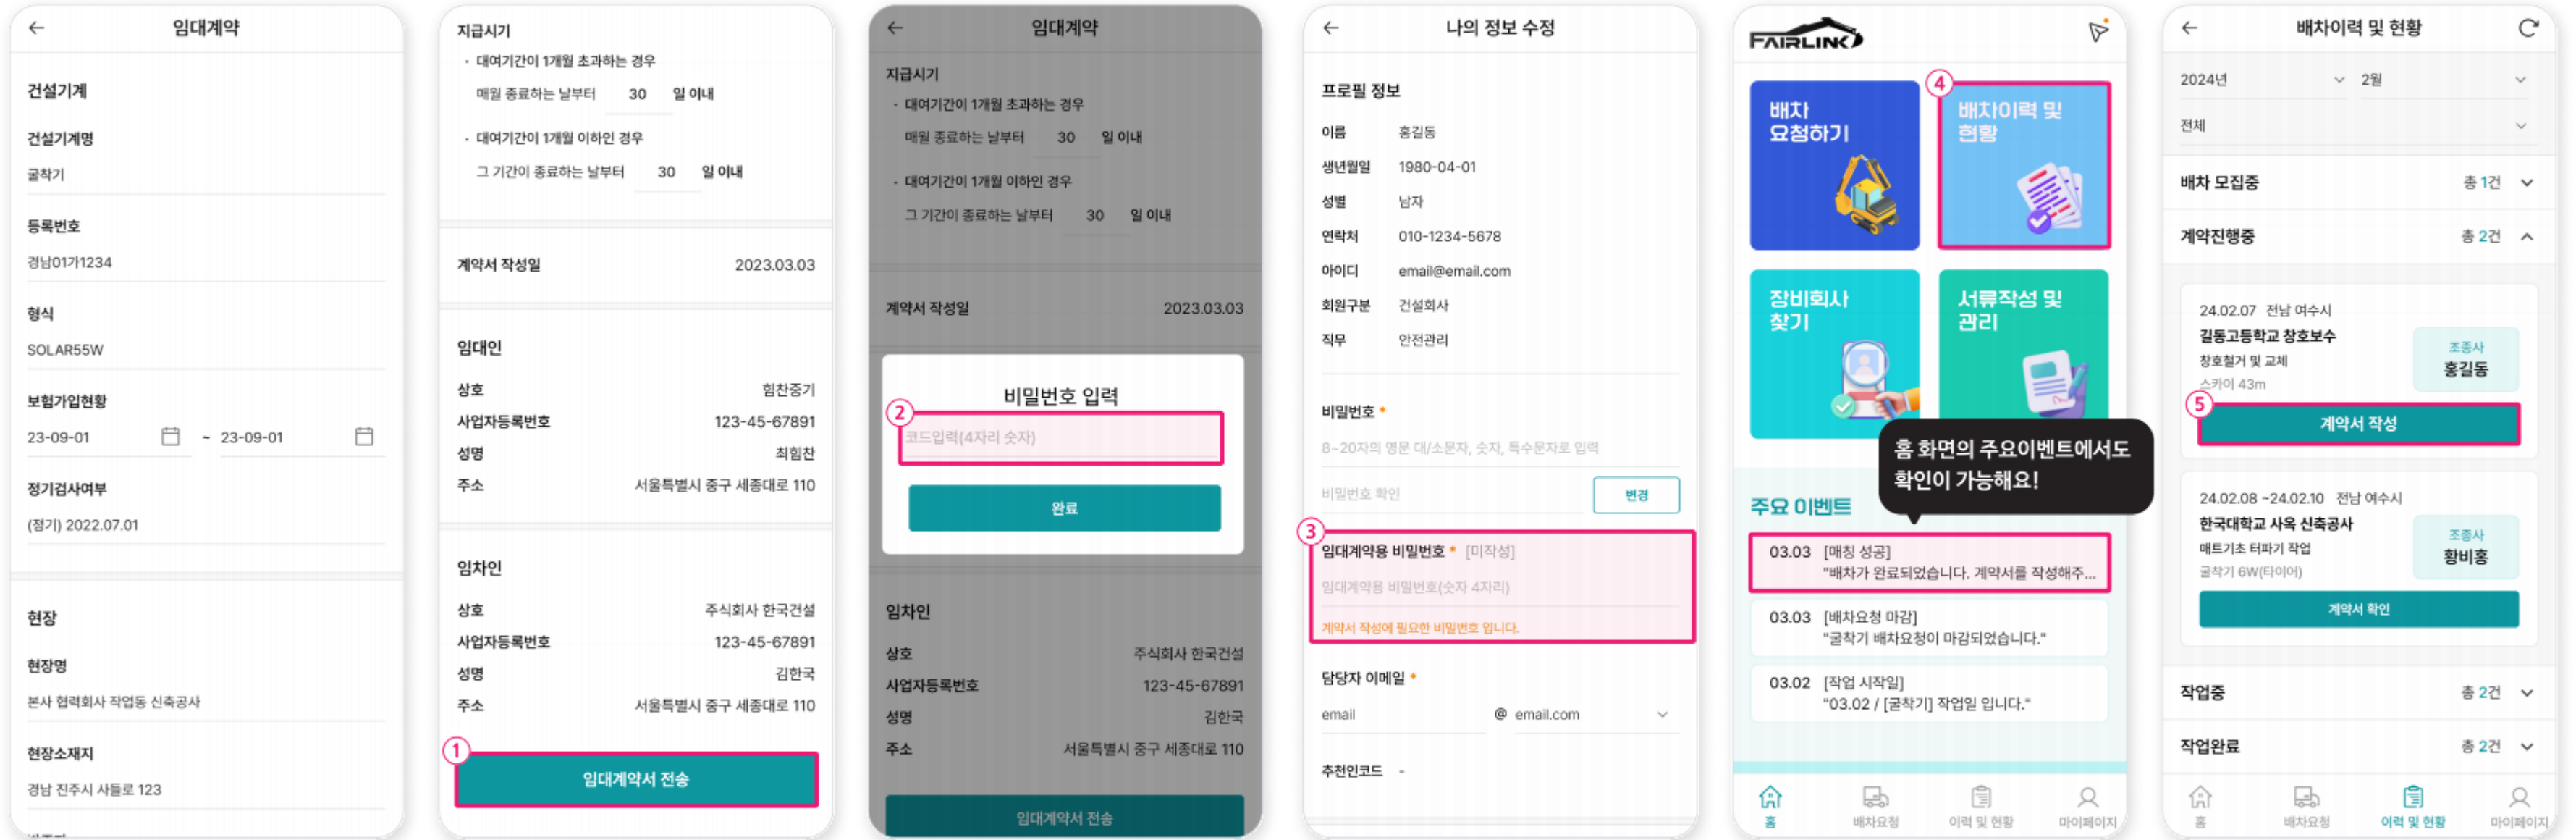 임대계약
건설기계
건설기계명
굴착기
등록번호
경남01가1234
형식
SOLAR55W
보험가입현황
23-09-01 ~ 23-09-01
정기검사여부
(정기) 2022.07.01
현장
현장명
본사 협력회사 작업동 신축공사
현장소재지
경남 진주시 사들로 123
지급시기
· 대여기간이 1개월 초과하는 경우
매월 종료하는 날부터 30 일 이내
· 대여기간이 1개월 이하인 경우
그 기간이 종료하는 날부터 30 일 이내
계약서 작성일 2023.03.03
임대인
상호 힘찬중기
사업자등록번호 123-45-67891
성명 최힘찬
주소 서울특별시 중구 세종대로 110
임차인
상호 주식회사 한국건설
사업자등록번호 123-45-67891
성명 김한국
주소 서울특별시 중구 세종대로 110
1
임대계약서 전송
임대계약
지급시기
· 대여기간이 1개월 초과하는 경우
매월 종료하는 날부터 30 일 이내
· 대여기간이 1개월 이하인 경우
그 기간이 종료하는 날부터 30 일 이내
계약서 작성일 2023.03.03
비밀번호 입력
2
코드입력(4자리 숫자)
완료
임차인
상호 주식회사 한국건설
사업자등록번호 123-45-67891
성명 김한국
주소 서울특별시 중구 세종대로 110
임대계약서 전송
나의 정보 수정
프로필 정보
이름 홍길동
생년월일 1980-04-01
성별 남자
연락처 010-1234-5678
아이디 email@email.com
회원구분 건설회사
직무 안전관리
비밀번호 *
8~20자의 영문 대/소문자, 숫자, 특수문자로 입력
비밀번호 확인 변경
3
임대계약용 비밀번호 * [미작성]
임대계약용 비밀번호(숫자 4자리)
계약서 작성에 필요한 비밀번호 입니다.
담당자 이메일 *
email @ email.com
추천인코드 -
FAIRLINK
4
배차
요청하기
배차이력 및
현황
장비회사
찾기
서류작성 및
관리
홈 화면의 주요이벤트에서도
확인이 가능해요!
주요 이벤트
03.03 [매칭 성공]
"배차가 완료되었습니다. 계약서를 작성해주...
03.03 [배차요청 마감]
"굴착기 배차요청이 마감되었습니다."
03.02 [작업 시작일]
"03.02 / [굴착기] 작업일 입니다."
홈 배차요청 이력 및 현황 마이페이지
배차이력 및 현황
2024년 2월
전체
배차 모집중 총 1건
계약진행중 총 2건
24.02.07 전남 여수시
길동고등학교 창호보수
창호철거 및 교체
스카이 43m
조종사
홍길동
5
계약서 작성
24.02.08 ~24.02.10 전남 여수시
한국대학교 사옥 신축공사
매트기초 터파기 작업
굴착기 6W(타이어)
조종사
황비홍
계약서 확인
작업중 총 2건
작업완료 총 2건
홈 배차요청 이력 및 현황 마이페이지